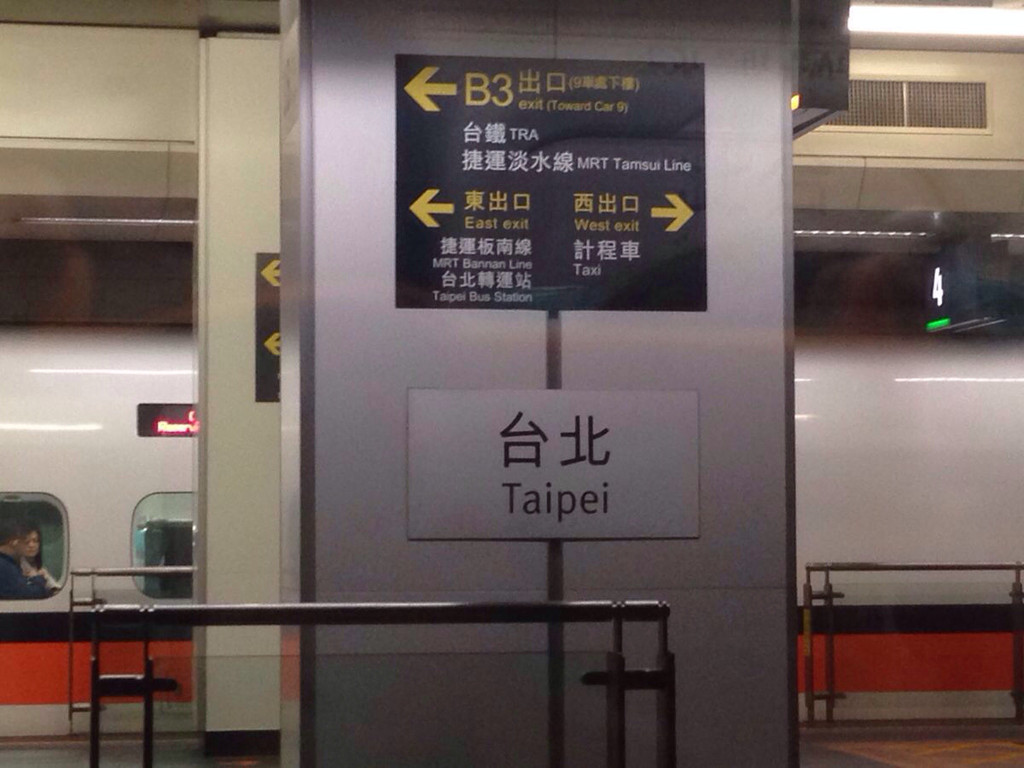 B3 出口(9車處下樓)
exit (Toward Car 9)
台鐵 TRA
捷運淡水線 MRT Tamsui Line
東出口
East exit
捷運板南線
MRT Bannan Line
台北轉運站
Taipei Bus Station
西出口
West exit
計程車
Taxi
4
台北
Taipei